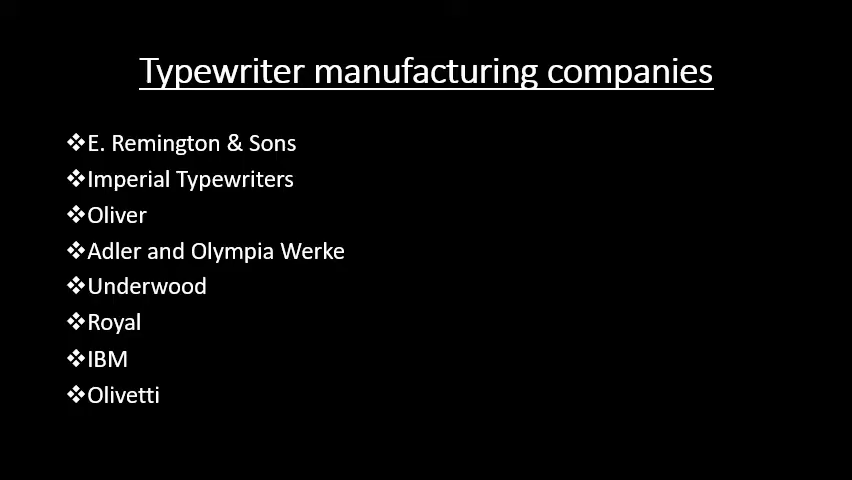 Typewriter manufacturing companies
❖E. Remington & Sons
❖Imperial Typewriters
❖Oliver
❖Adler and Olympia Werke
❖Underwood
❖Royal
❖IBM
❖Olivetti